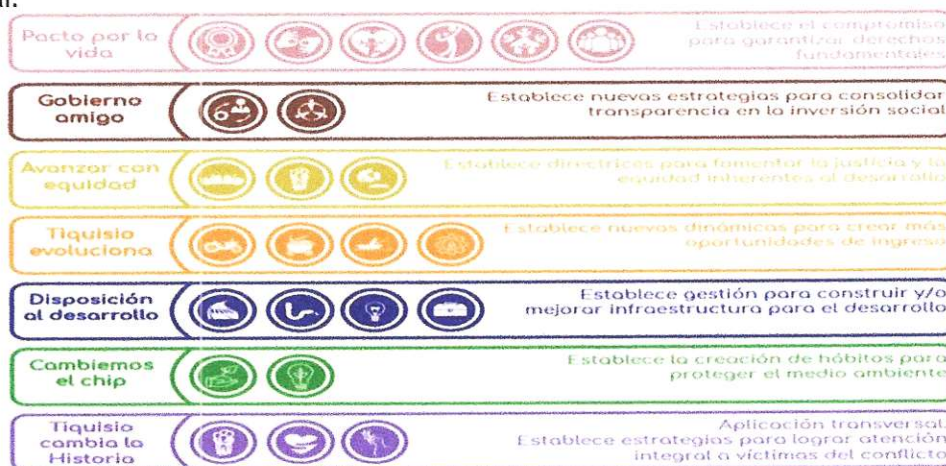 Pacto por la
vida
Establece el compromiso
para garantizar derechos
fundamentales
Gobierno
amigo
Establece nuevas estrategias para consolidar
transparencia en la inversión social
Avanzar con
equidad
Establece directrices para fomentar la justicia y la
equidad inherentes al desarrollo
Tiquisio
evoluciona
Establece nuevas dinámicas para crear más
oportunidades de ingreso
Disposición
al desarrollo
Establece gestión para construir y/o
mejorar infraestructura para el desarrollo
Cambiemos
el chip
Establece la creación de hábitos para
proteger el medio ambiente
Tiquisio
cambia la
Historia
Aplicación transversal.
Establece estrategias para lograr atención
integral a víctimas del conflicto